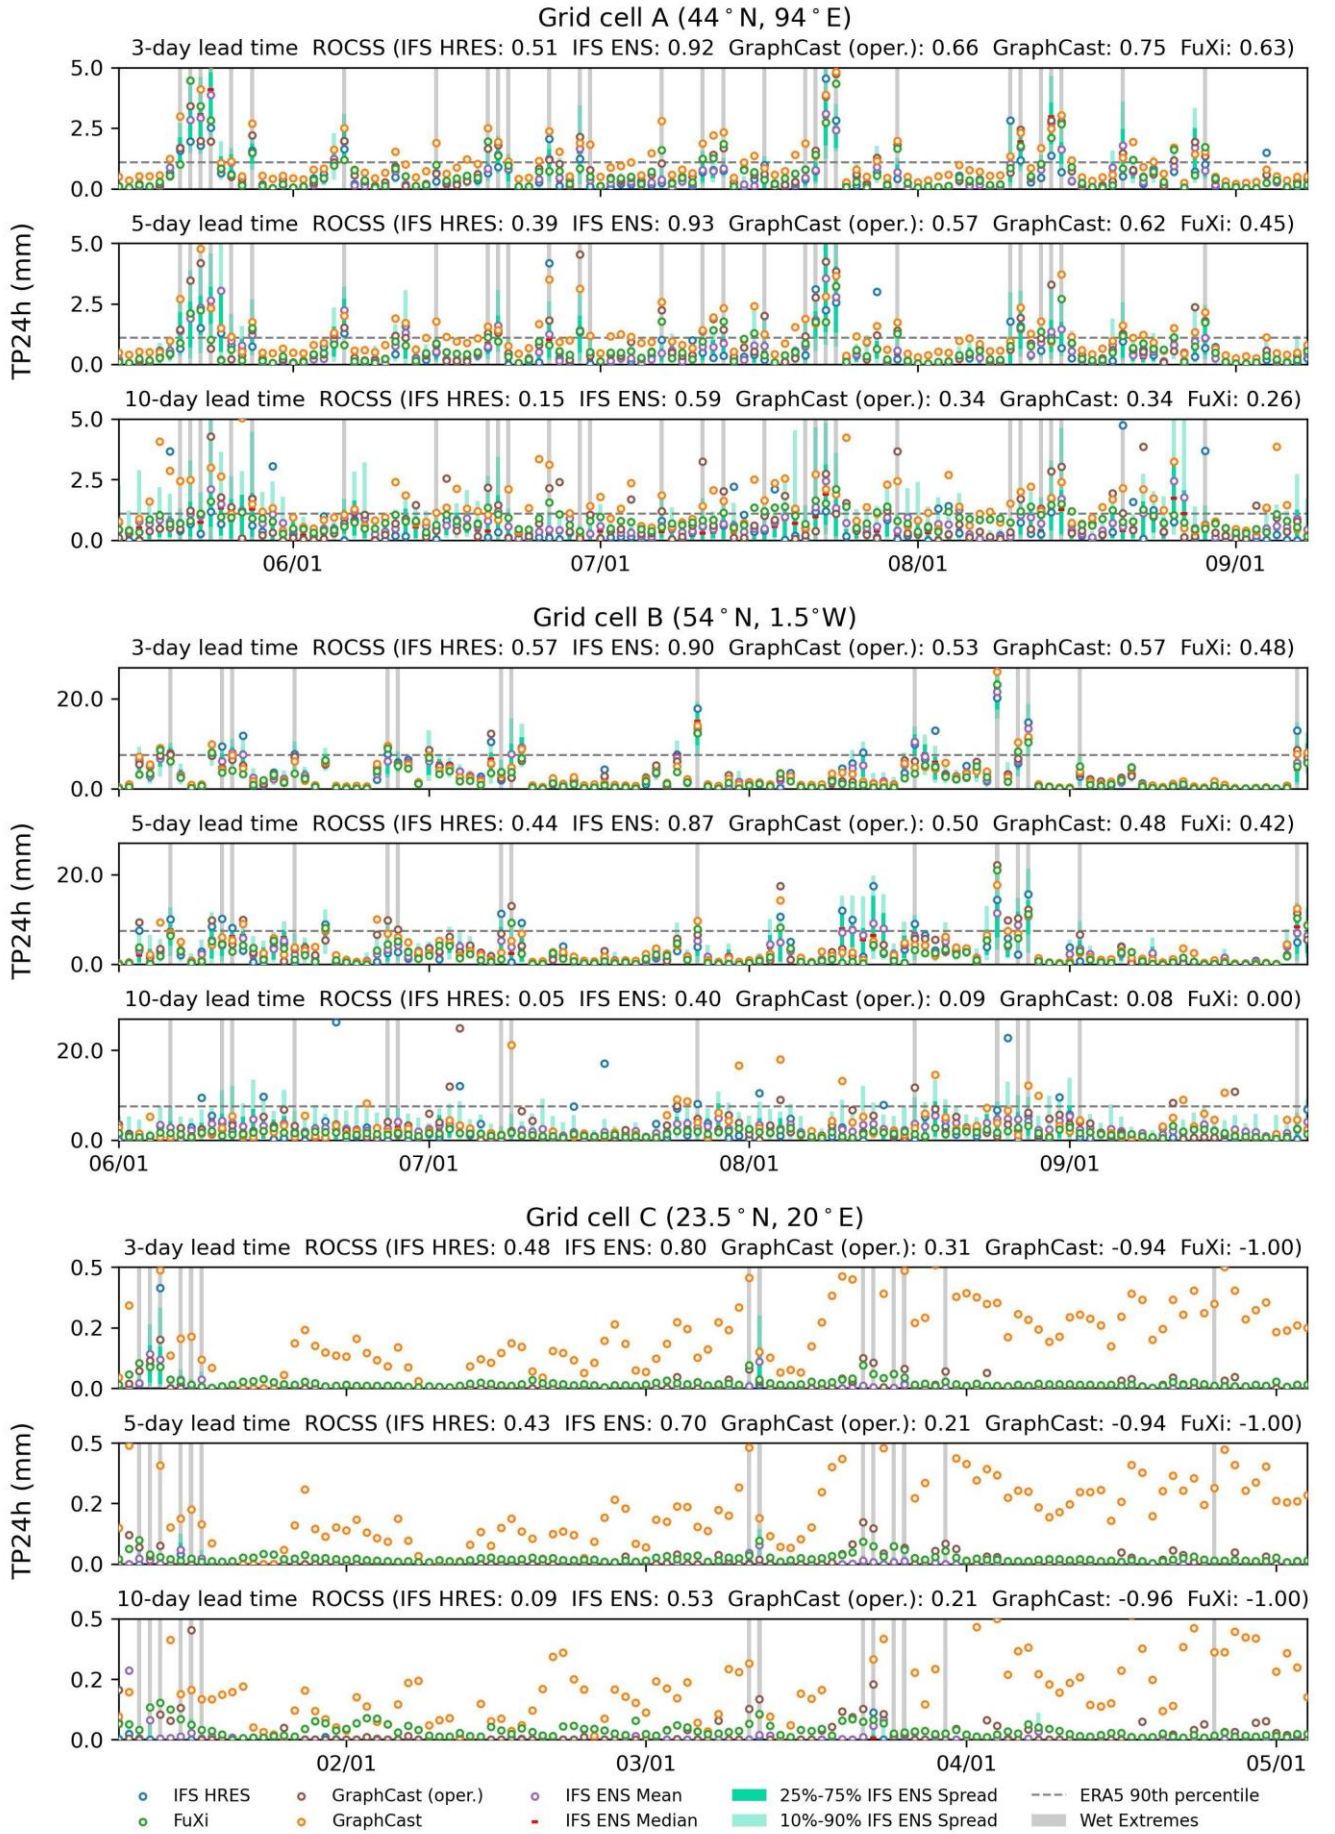 Grid cell A (44°N, 94°E)
3-day lead time ROCSS (IFS HRES: 0.51 IFS ENS: 0.92 GraphCast (oper.): 0.66 GraphCast: 0.75 FuXi: 0.63)
5.0
2.5
0.0
5-day lead time ROCSS (IFS HRES: 0.39 IFS ENS: 0.93 GraphCast (oper.): 0.57 GraphCast: 0.62 FuXi: 0.45)
TP24h (mm)
5.0
2.5
0.0
10-day lead time ROCSS (IFS HRES: 0.15 IFS ENS: 0.59 GraphCast (oper.): 0.34 GraphCast: 0.34 FuXi: 0.26)
5.0
2.5
0.0
06/01 07/01 08/01 09/01
Grid cell B (54°N, 1.5°W)
3-day lead time ROCSS (IFS HRES: 0.57 IFS ENS: 0.90 GraphCast (oper.): 0.53 GraphCast: 0.57 FuXi: 0.48)
20.0
0.0
5-day lead time ROCSS (IFS HRES: 0.44 IFS ENS: 0.87 GraphCast (oper.): 0.50 GraphCast: 0.48 FuXi: 0.42)
TP24h (mm)
20.0
0.0
10-day lead time ROCSS (IFS HRES: 0.05 IFS ENS: 0.40 GraphCast (oper.): 0.09 GraphCast: 0.08 FuXi: 0.00)
20.0
0.0
06/01 07/01 08/01 09/01
Grid cell C (23.5°N, 20°E)
3-day lead time ROCSS (IFS HRES: 0.48 IFS ENS: 0.80 GraphCast (oper.): 0.31 GraphCast: -0.94 FuXi: -1.00)
0.5
0.2
0.0
5-day lead time ROCSS (IFS HRES: 0.43 IFS ENS: 0.70 GraphCast (oper.): 0.21 GraphCast: -0.94 FuXi: -1.00)
TP24h (mm)
0.5
0.2
0.0
10-day lead time ROCSS (IFS HRES: 0.09 IFS ENS: 0.53 GraphCast (oper.): 0.21 GraphCast: -0.96 FuXi: -1.00)
0.5
0.2
0.0
02/01 03/01 04/01 05/01
IFS HRES GraphCast (oper.) IFS ENS Mean 25%-75% IFS ENS Spread ERA5 90th percentile
FuXi GraphCast IFS ENS Median 10%-90% IFS ENS Spread Wet Extremes